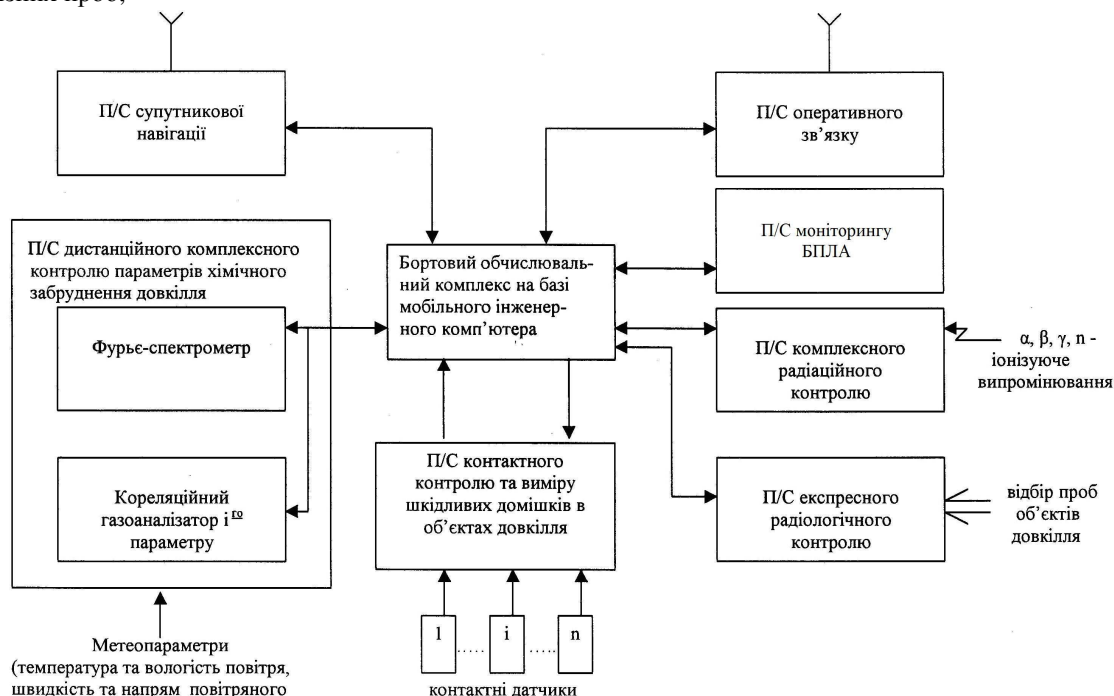 П/С супутникової
навігації
П/С оперативного
зв’язку
П/С моніторингу
БПЛА
П/С дистанційного комплексного
контролю параметрів хімічного
забруднення довкілля
Бортовий обчислюваль-
ний комплекс на базі
мобільного інженер-
ного комп’ютера
Фурьє-спектрометр
П/С комплексного
радіаційного
контролю
α, β, γ, n -
іонізуюче
випромінювання
П/С контактного
контролю та виміру
шкідливих домішків в
об’єктах довкілля
Кореляційний
газоаналізатор і го
параметру
П/С експресного
радіологічного
контролю
відбір проб
об’єктів
довкілля
1 ..... i ..... n
контактні датчики
Метеопараметри
(температура та вологість повітря,
швидкість та напрям повітряного